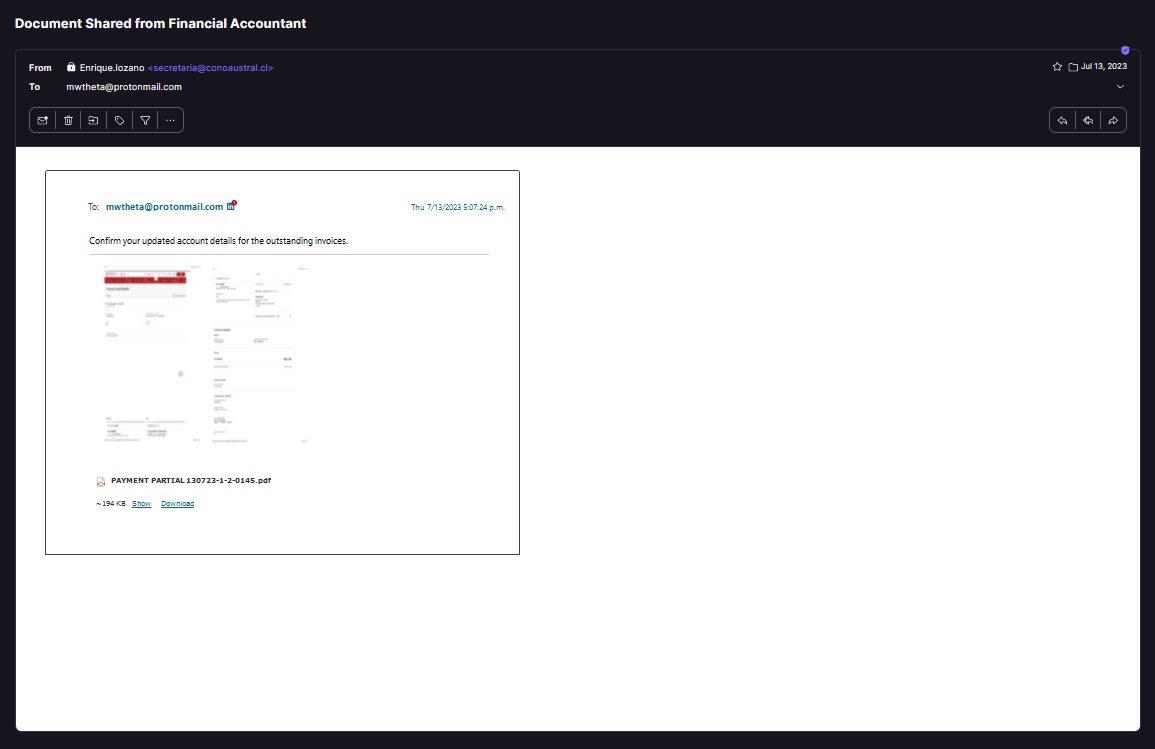 Document Shared from Financial Accountant
From Enrique.lozano <secretaria@conoaustral.cl> Jul 13, 2023
To mwtheta@protonmail.com
To: mwtheta@protonmail.com Thu 7/13/2023 5:07:24 p.m.
Confirm your updated account details for the outstanding invoices.
PAYMENT PARTIAL 130723-1-2-0145.pdf
~194 KB Show Download